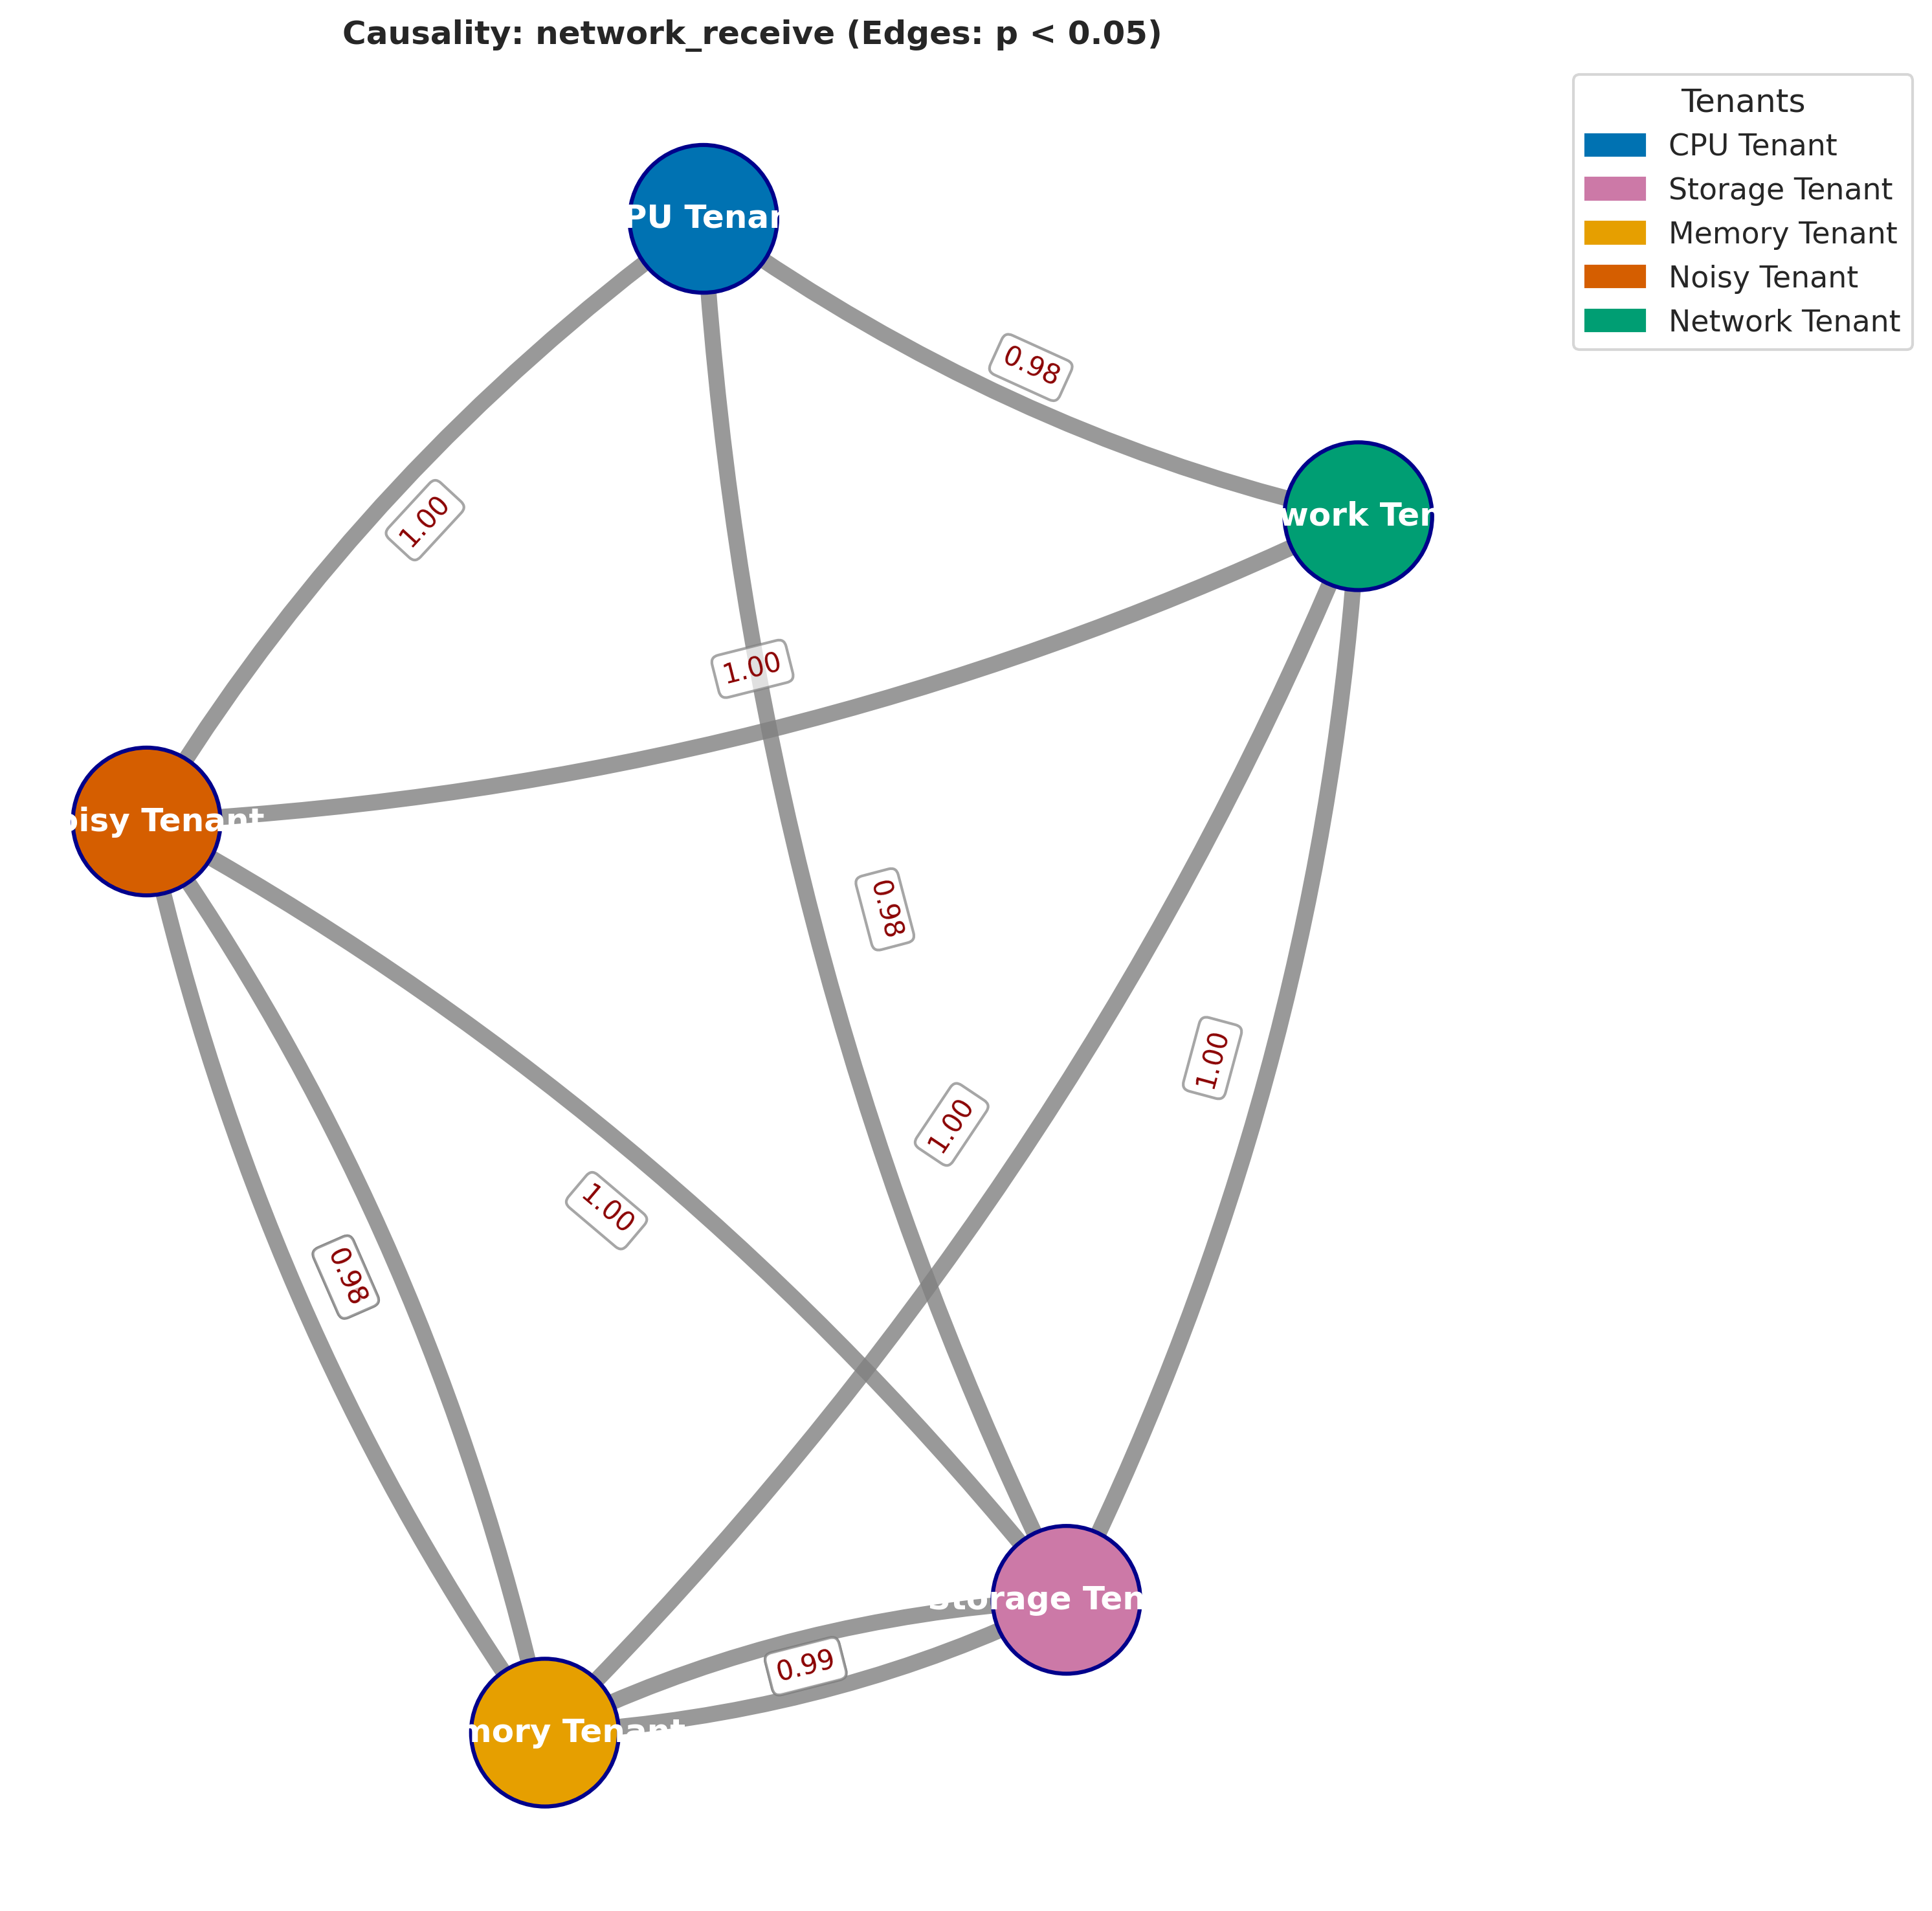 Causality: network_receive (Edges: p < 0.05)
Tenants
CPU Tenant
Storage Tenant
Memory Tenant
Noisy Tenant
Network Tenant
PU Tenan
0.98
work Ten
1.00
1.00
oisy Tenant
0.98
1.00
1.00
1.00
0.98
storage Ten
0.99
mory Tenant